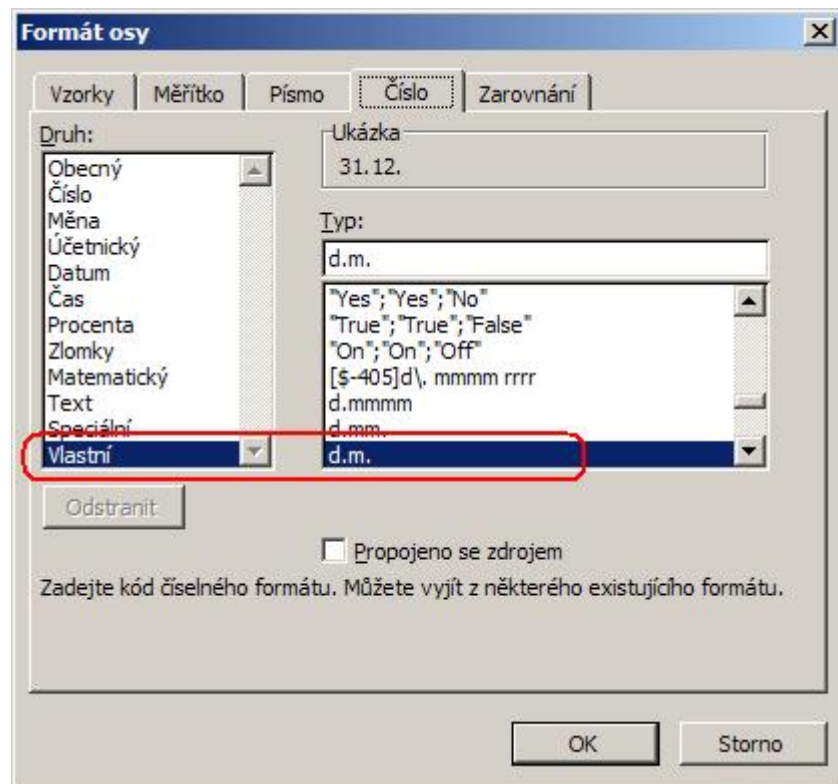 Formát osy
Vzorky
Měřítko
Písmo
Číslo
Zarovnání
Druh:
Obecný
Číslo
Měna
Účetnický
Datum
Čas
Procenta
Zlomky
Matematický
Text
Speciální
Vlastní
Odstranit
Ukázka
31.12.
Typ:
d.m.
"Yes";"Yes";"No"
"True";"True";"False"
"On";"On";"Off"
[$-405]d\. mmmm rrrr
d.mmmm
d.mm.
d.m.
Propojeno se zdrojem
Zadejte kód číselného formátu. Můžete vyjít z některého existujícího formátu.
OK
Storno